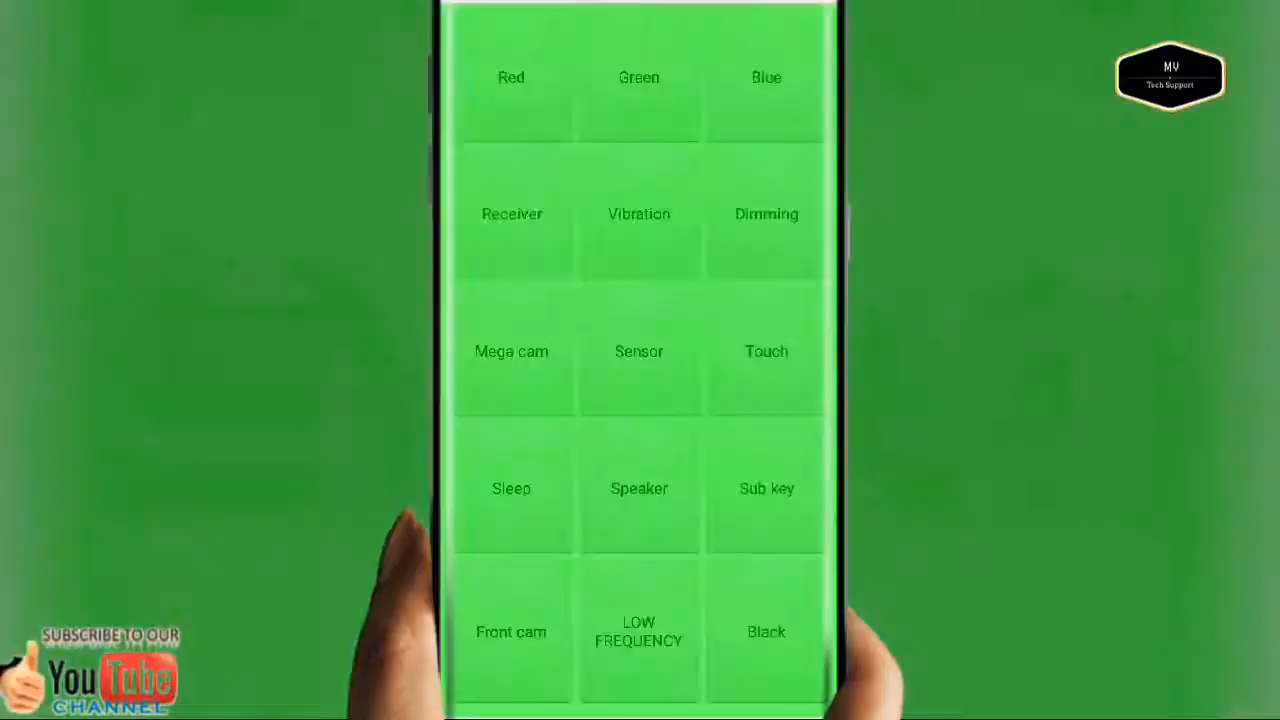 MV
Tech Support
Red
Green
Blue
Receiver
Vibration
Dimming
Mega cam
Sensor
Touch
Sleep
Speaker
Sub key
Front cam
LOW
FREQUENCY
Black
SUBSCRIBE TO OUR
YouTube
CHANNEL